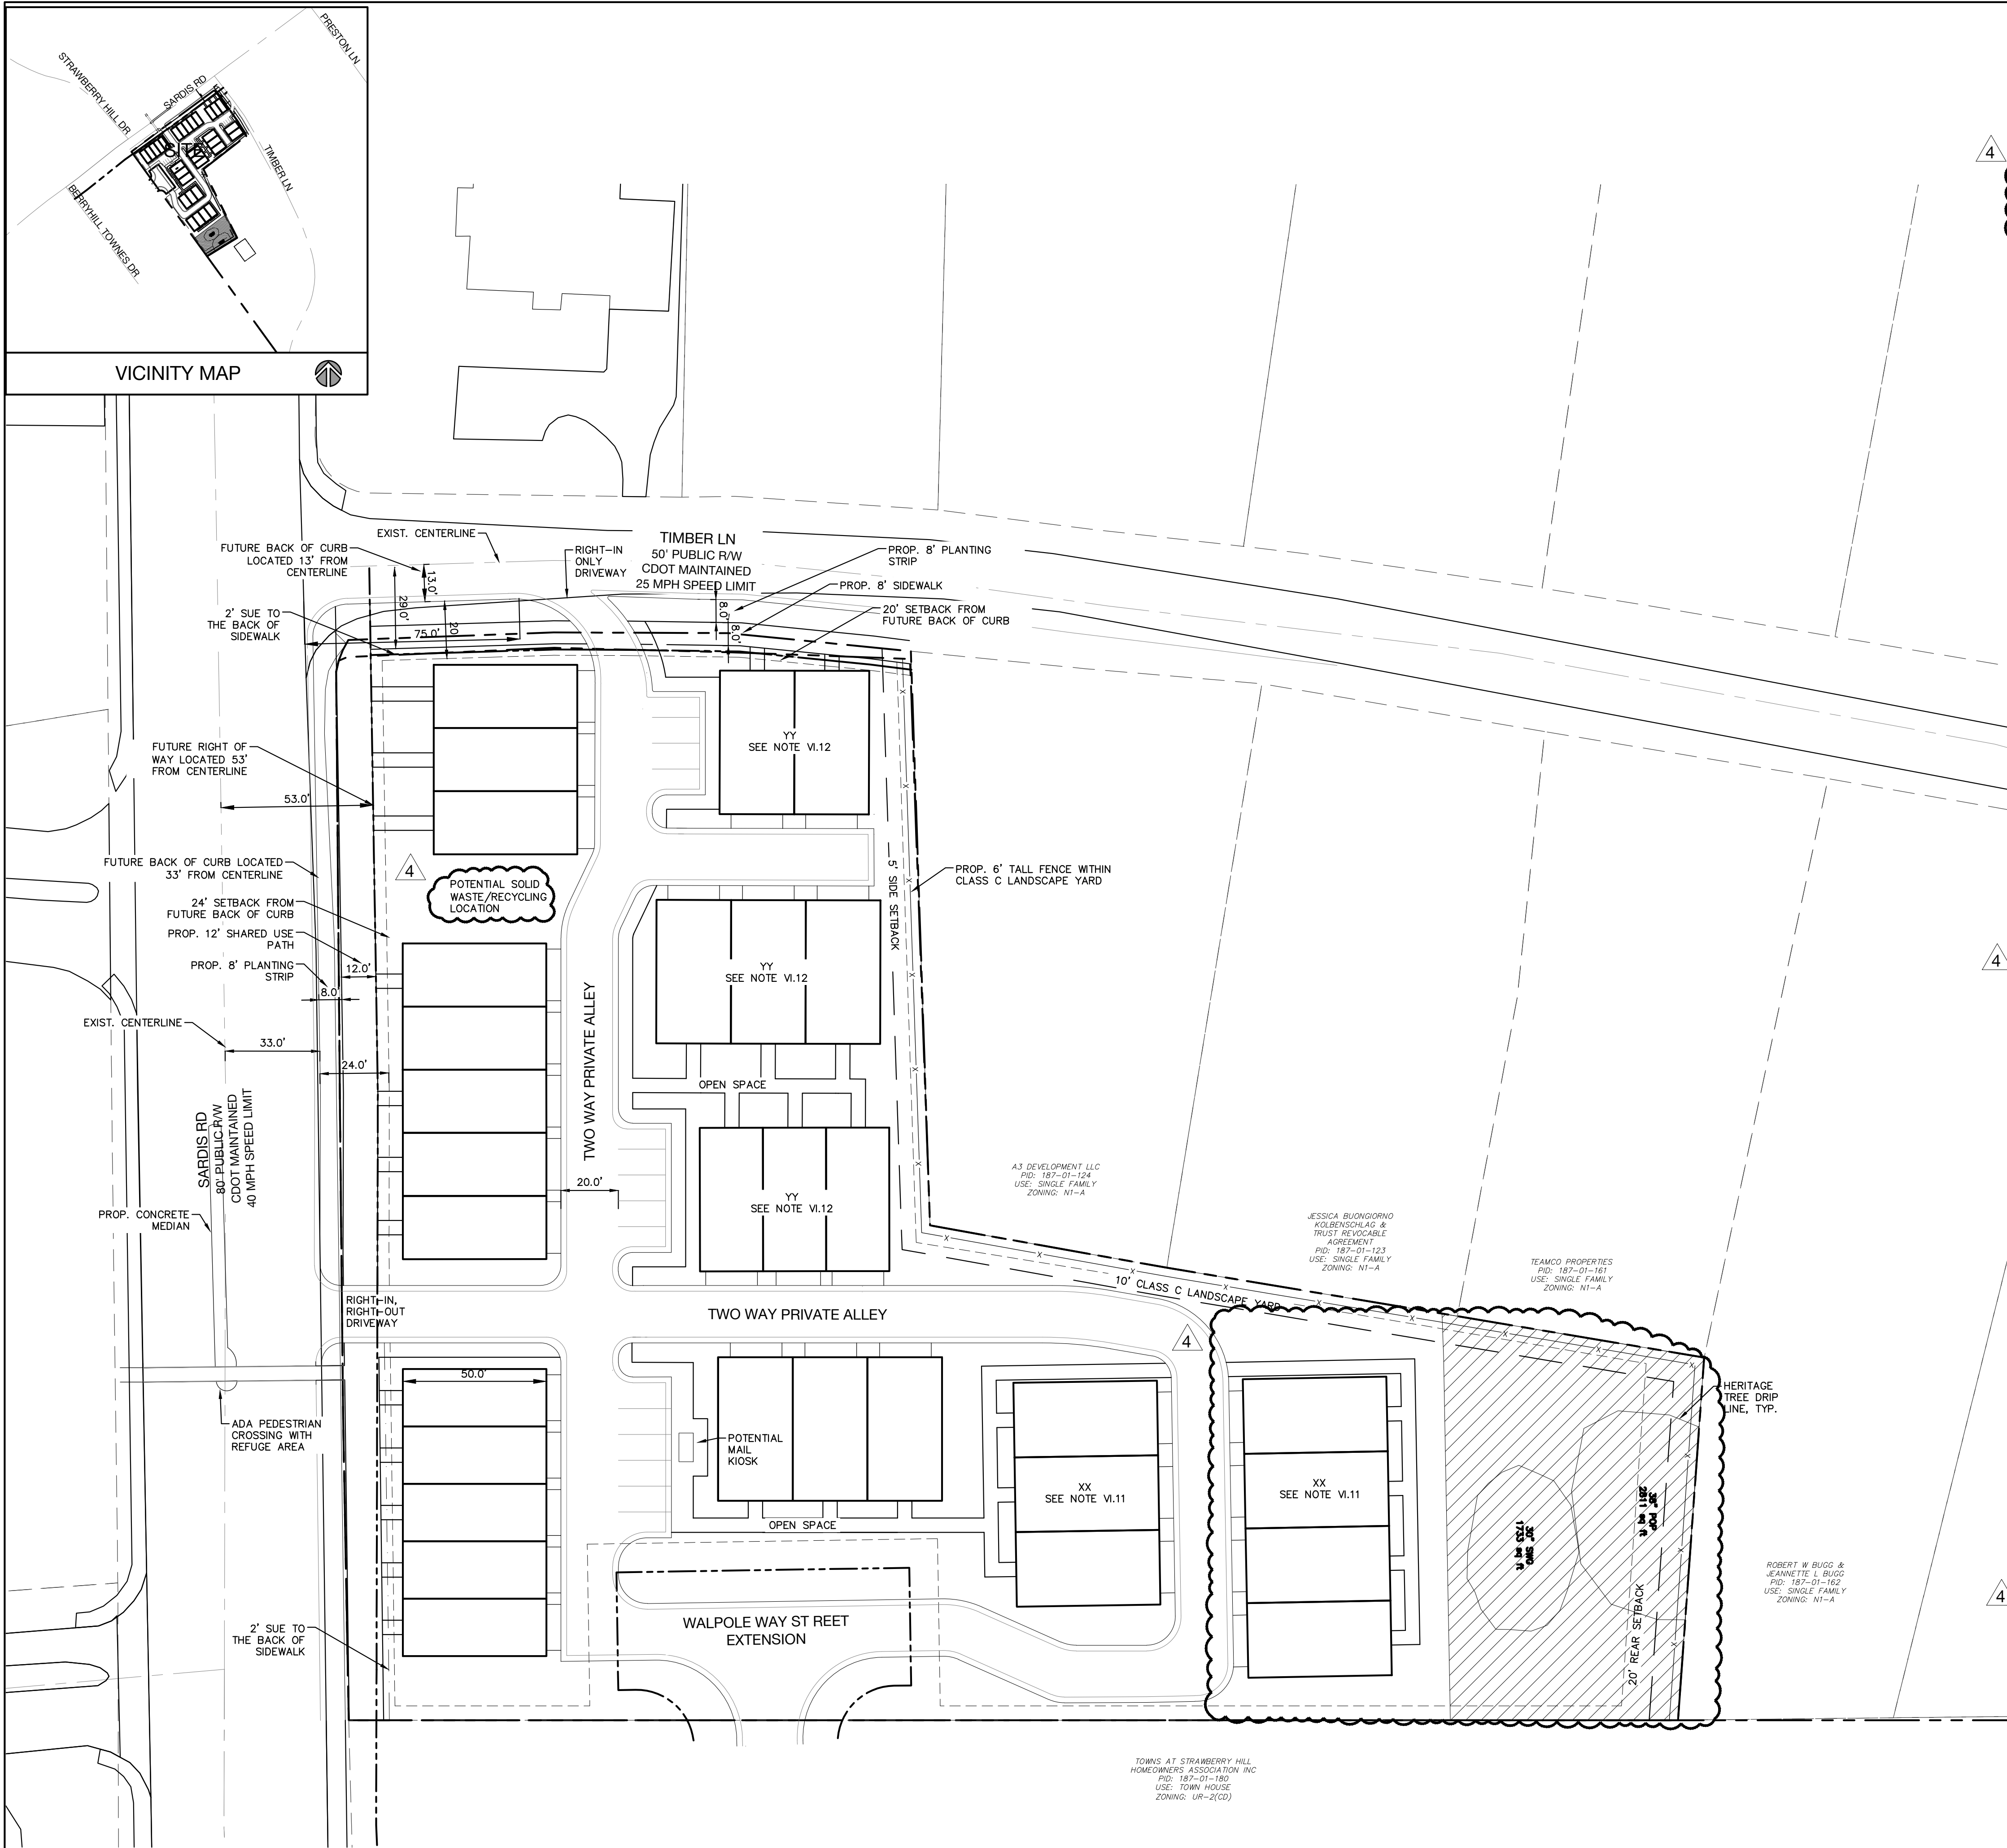 PRESTON LN
STRAWBERRY HILL DR
SARDIS RD
SITE
TIMBER LN
BERRYHILL TOWNES DR
VICINITY MAP
4
EXIST. CENTERLINE
FUTURE BACK OF CURB
LOCATED 13' FROM
CENTERLINE
13.0'
29.0'
20
75.0'
2' SUE TO
THE BACK OF
SIDEWALK
RIGHT-IN
ONLY
DRIVEWAY
TIMBER LN
50' PUBLIC R/W
CDOT MAINTAINED
25 MPH SPEED LIMIT
8.0'
8.0'
PROP. 8' PLANTING
STRIP
PROP. 8' SIDEWALK
20' SETBACK FROM
FUTURE BACK OF CURB
FUTURE RIGHT OF
WAY LOCATED 53'
FROM CENTERLINE
53.0'
YY
SEE NOTE VI.12
FUTURE BACK OF CURB LOCATED
33' FROM CENTERLINE
4
POTENTIAL SOLID
WASTE/RECYCLING
LOCATION
24' SETBACK FROM
FUTURE BACK OF CURB
PROP. 12' SHARED USE
PATH
12.0'
PROP. 8' PLANTING
STRIP
8.0'
EXIST. CENTERLINE
33.0'
24.0'
5' SIDE SETBACK
PROP. 6' TALL FENCE WITHIN
CLASS C LANDSCAPE YARD
4
YY
SEE NOTE VI.12
TWO WAY PRIVATE ALLEY
OPEN SPACE
SARDIS RD
80' PUBLIC R/W
CDOT MAINTAINED
40 MPH SPEED LIMIT
20.0'
YY
SEE NOTE VI.12
PROP. CONCRETE
MEDIAN
A3 DEVELOPMENT LLC
PID: 187-01-124
USE: SINGLE FAMILY
ZONING: N1-A
JESSICA BUONGIORNO
KOLBENSCHLAG &
TRUST REVOCABLE
AGREEMENT
PID: 187-01-123
USE: SINGLE FAMILY
ZONING: N1-A
TEAMCO PROPERTIES
PID: 187-01-161
USE: SINGLE FAMILY
ZONING: N1-A
10' CLASS C LANDSCAPE YARD
RIGHT-IN,
RIGHT-OUT
DRIVEWAY
TWO WAY PRIVATE ALLEY
4
50.0'
ADA PEDESTRIAN
CROSSING WITH
REFUGE AREA
POTENTIAL
MAIL
KIOSK
OPEN SPACE
XX
SEE NOTE VI.11
XX
SEE NOTE VI.11
HERITAGE
TREE DRIP
LINE, TYP.
38" POP
2811 sq ft
30" SWG
1733 sq ft
20' REAR SETBACK
ROBERT W BUGG &
JEANNETTE L BUGG
PID: 187-01-162
USE: SINGLE FAMILY
ZONING: N1-A
4
WALPOLE WAY ST REET
EXTENSION
2' SUE TO
THE BACK OF
SIDEWALK
TOWNS AT STRAWBERRY HILL
HOMEOWNERS ASSOCIATION INC
PID: 187-01-180
USE: TOWN HOUSE
ZONING: UR-2(CD)